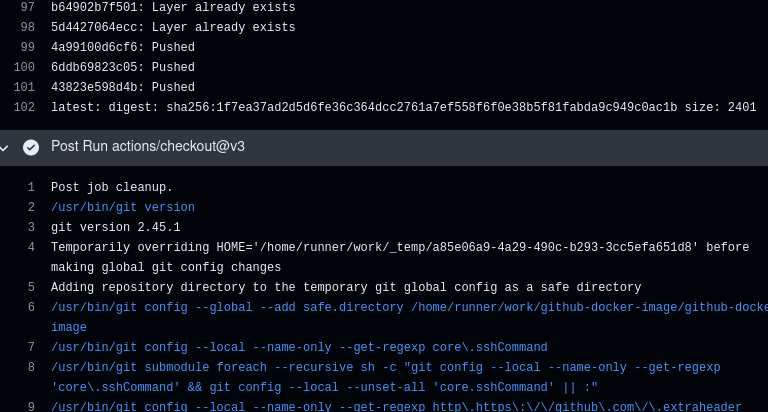 97 b64902b7f501: Layer already exists
98 5d4427064ecc: Layer already exists
99 4a99100d6cf6: Pushed
100 6ddb69823c05: Pushed
101 43823e598d4b: Pushed
102 latest: digest: sha256:1f7ea37ad2d5d6fe36c364dcc2761a7ef558f6f0e38b5f81fabda9c949c0ac1b size: 2401
Post Run actions/checkout@v3
1 Post job cleanup.
2 /usr/bin/git version
3 git version 2.45.1
4 Temporarily overriding HOME='/home/runner/work/_temp/a85e06a9-4a29-490c-b293-3cc5efa651d8' before
making global git config changes
5 Adding repository directory to the temporary git global config as a safe directory
6 /usr/bin/git config --global --add safe.directory /home/runner/work/github-docker-image/github-docke
image
7 /usr/bin/git config --local --name-only --get-regexp core\.sshCommand
8 /usr/bin/git submodule foreach --recursive sh -c "git config --local --name-only --get-regexp
'core\.sshCommand' && git config --local --unset-all 'core.sshCommand' || :"
9 /usr/bin/git config --local --name-only --get-regexp http\.https\:\/\/github\.com\/\.extraheader